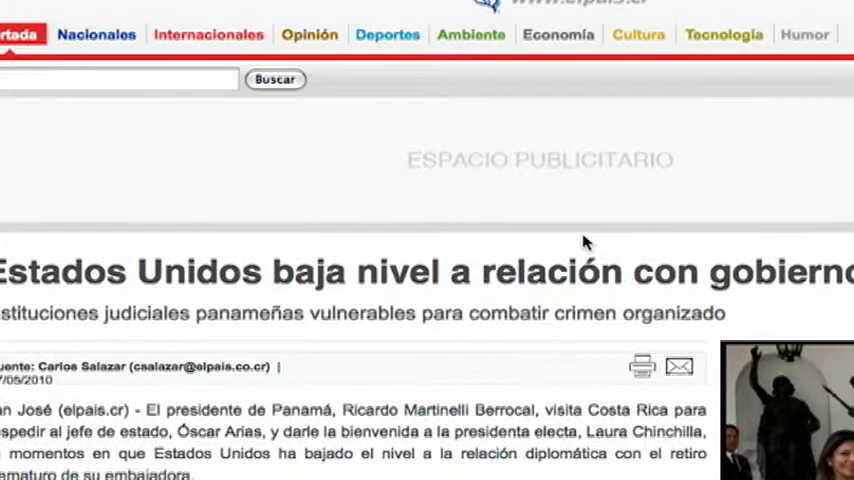 www.elpais.cr
rtada Nacionales Internacionales Opinión Deportes Ambiente Economía Cultura Tecnología Humor
Buscar
ESPACIO PUBLICITARIO
Estados Unidos baja nivel a relación con gobierno
stituciones judiciales panameñas vulnerables para combatir crimen organizado
uente: Carlos Salazar (csalazar@elpais.co.cr) |
7/05/2010
an José (elpais.cr) - El presidente de Panamá, Ricardo Martinelli Berrocal, visita Costa Rica para
espedir al jefe de estado, Óscar Arias, y darle la bienvenida a la presidenta electa, Laura Chinchilla,
momentos en que Estados Unidos ha bajado el nivel a la relación diplomática con el retiro
ematuro de su embajadora.